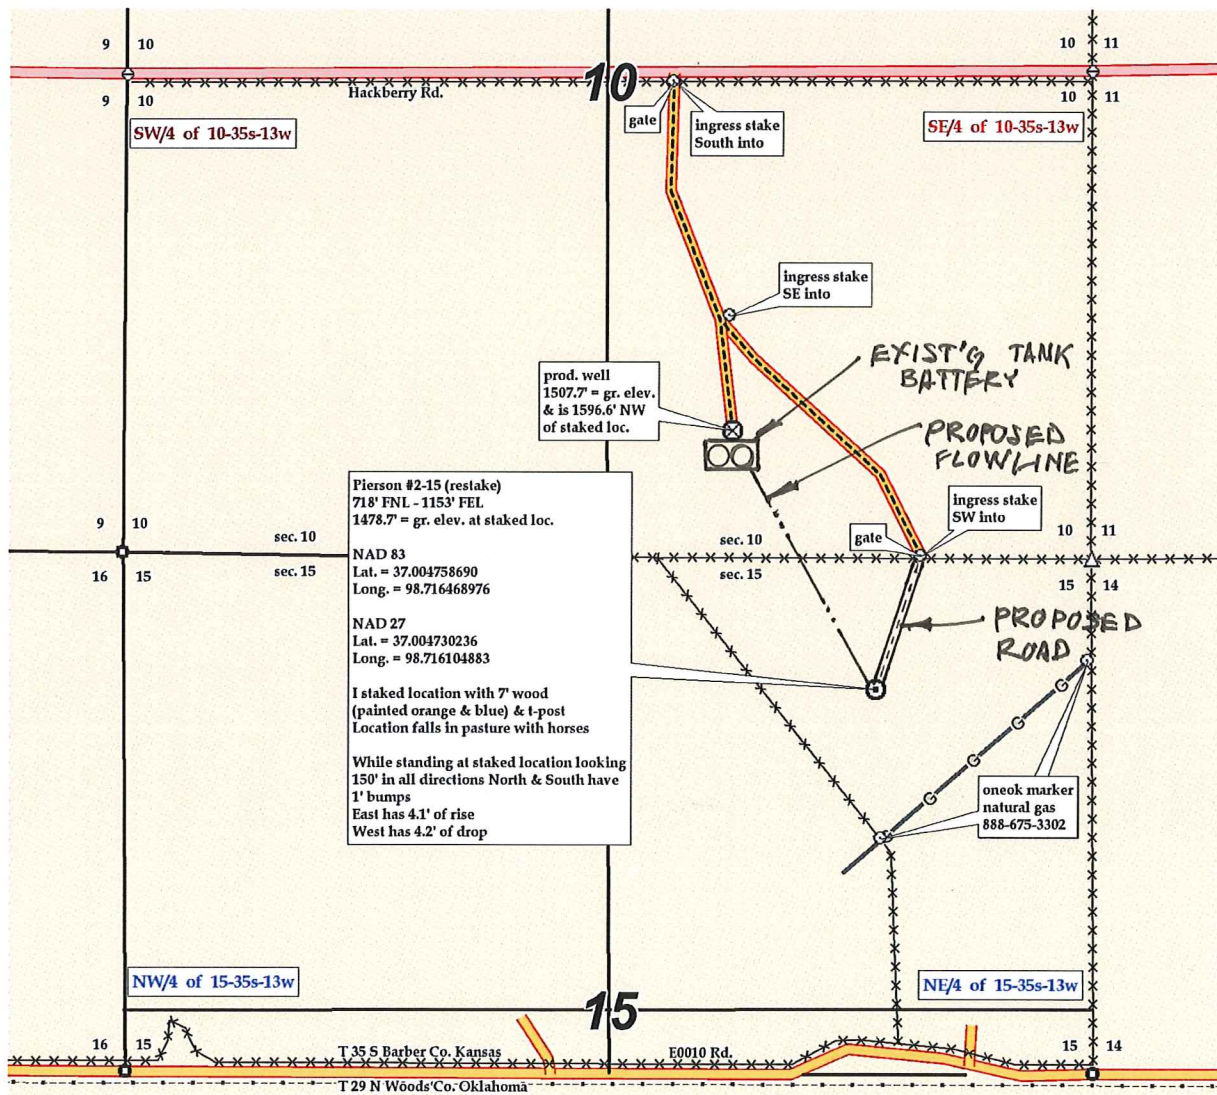 9 10
10 11
10
Hackberry Rd.
9 10
10 11
SW/4 of 10-35s-13w
gate
ingress stake
South into
SE/4 of 10-35s-13w
ingress stake
SE into
EXIST'G TANK
BATTERY
prod. well
1507.7' = gr. elev.
& is 1596.6' NW
of staked loc.
PROPOSED
FLOWLINE
Pierson #2-15 (restake)
718' FNL - 1153' FEL
1478.7' = gr. elev. at staked loc.
NAD 83
Lat. = 37.004758690
Long. = 98.716468976
NAD 27
Lat. = 37.004730236
Long. = 98.716104883
I staked location with 7' wood
(painted orange & blue) & t-post
Location falls in pasture with horses
While standing at staked location looking
150' in all directions North & South have
1' bumps
East has 4.1' of rise
West has 4.2' of drop
ingress stake
SW into
gate
9 10
sec. 10
sec. 10
10 11
16 15
sec. 15
sec. 15
15 14
PROPOSED
ROAD
G
G
G
G
oneok marker
natural gas
888-675-3302
NW/4 of 15-35s-13w
NE/4 of 15-35s-13w
15
16 15
T 35 S Barber Co. Kansas
E0010 Rd.
15 14
T 29 N Woods Co. Oklahoma